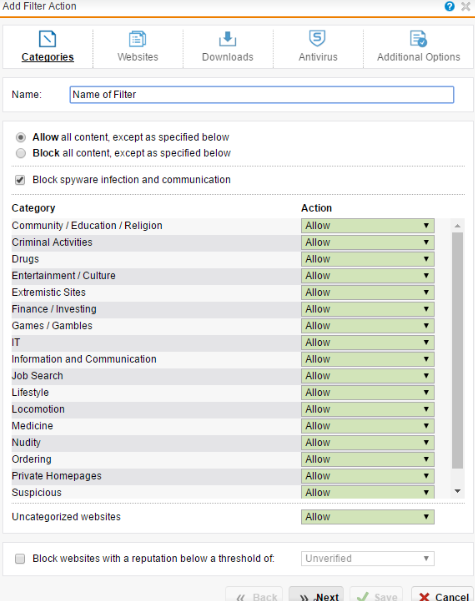 Add Filter Action
Categories Websites Downloads Antivirus Additional Options
Name: Name of Filter
Allow all content, except as specified below
Block all content, except as specified below
Block spyware infection and communication
Category Action
Community / Education / Religion Allow
Criminal Activities Allow
Drugs Allow
Entertainment / Culture Allow
Extremistic Sites Allow
Finance / Investing Allow
Games / Gambles Allow
IT Allow
Information and Communication Allow
Job Search Allow
Lifestyle Allow
Locomotion Allow
Medicine Allow
Nudity Allow
Ordering Allow
Private Homepages Allow
Suspicious Allow
Uncategorized websites Allow
Block websites with a reputation below a threshold of: Unverified
Back Next Save Cancel